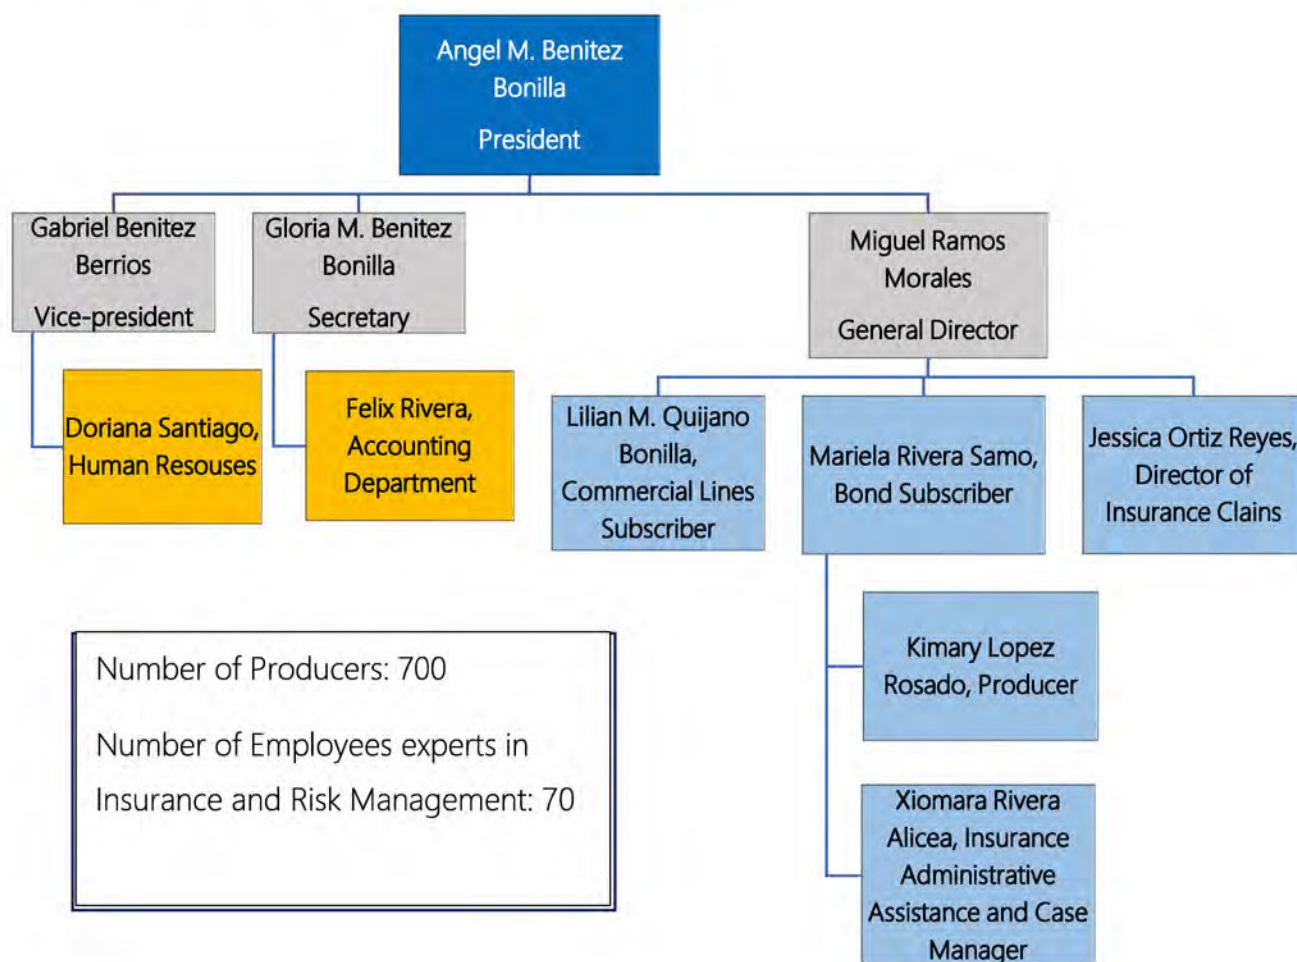 Angel M. Benitez
Bonilla
President
Gabriel Benitez
Berrios
Vice-president
Gloria M. Benitez
Bonilla
Secretary
Miguel Ramos
Morales
General Director
Doriana Santiago,
Human Resouses
Felix Rivera,
Accounting
Department
Lilian M. Quijano
Bonilla,
Commercial Lines
Subscriber
Mariela Rivera Samo,
Bond Subscriber
Jessica Ortiz Reyes,
Director of
Insurance Clains
Kimary Lopez
Rosado, Producer
Xiomara Rivera
Alicea, Insurance
Administrative
Assistance and Case
Manager
Number of Producers: 700
Number of Employees experts in
Insurance and Risk Management: 70